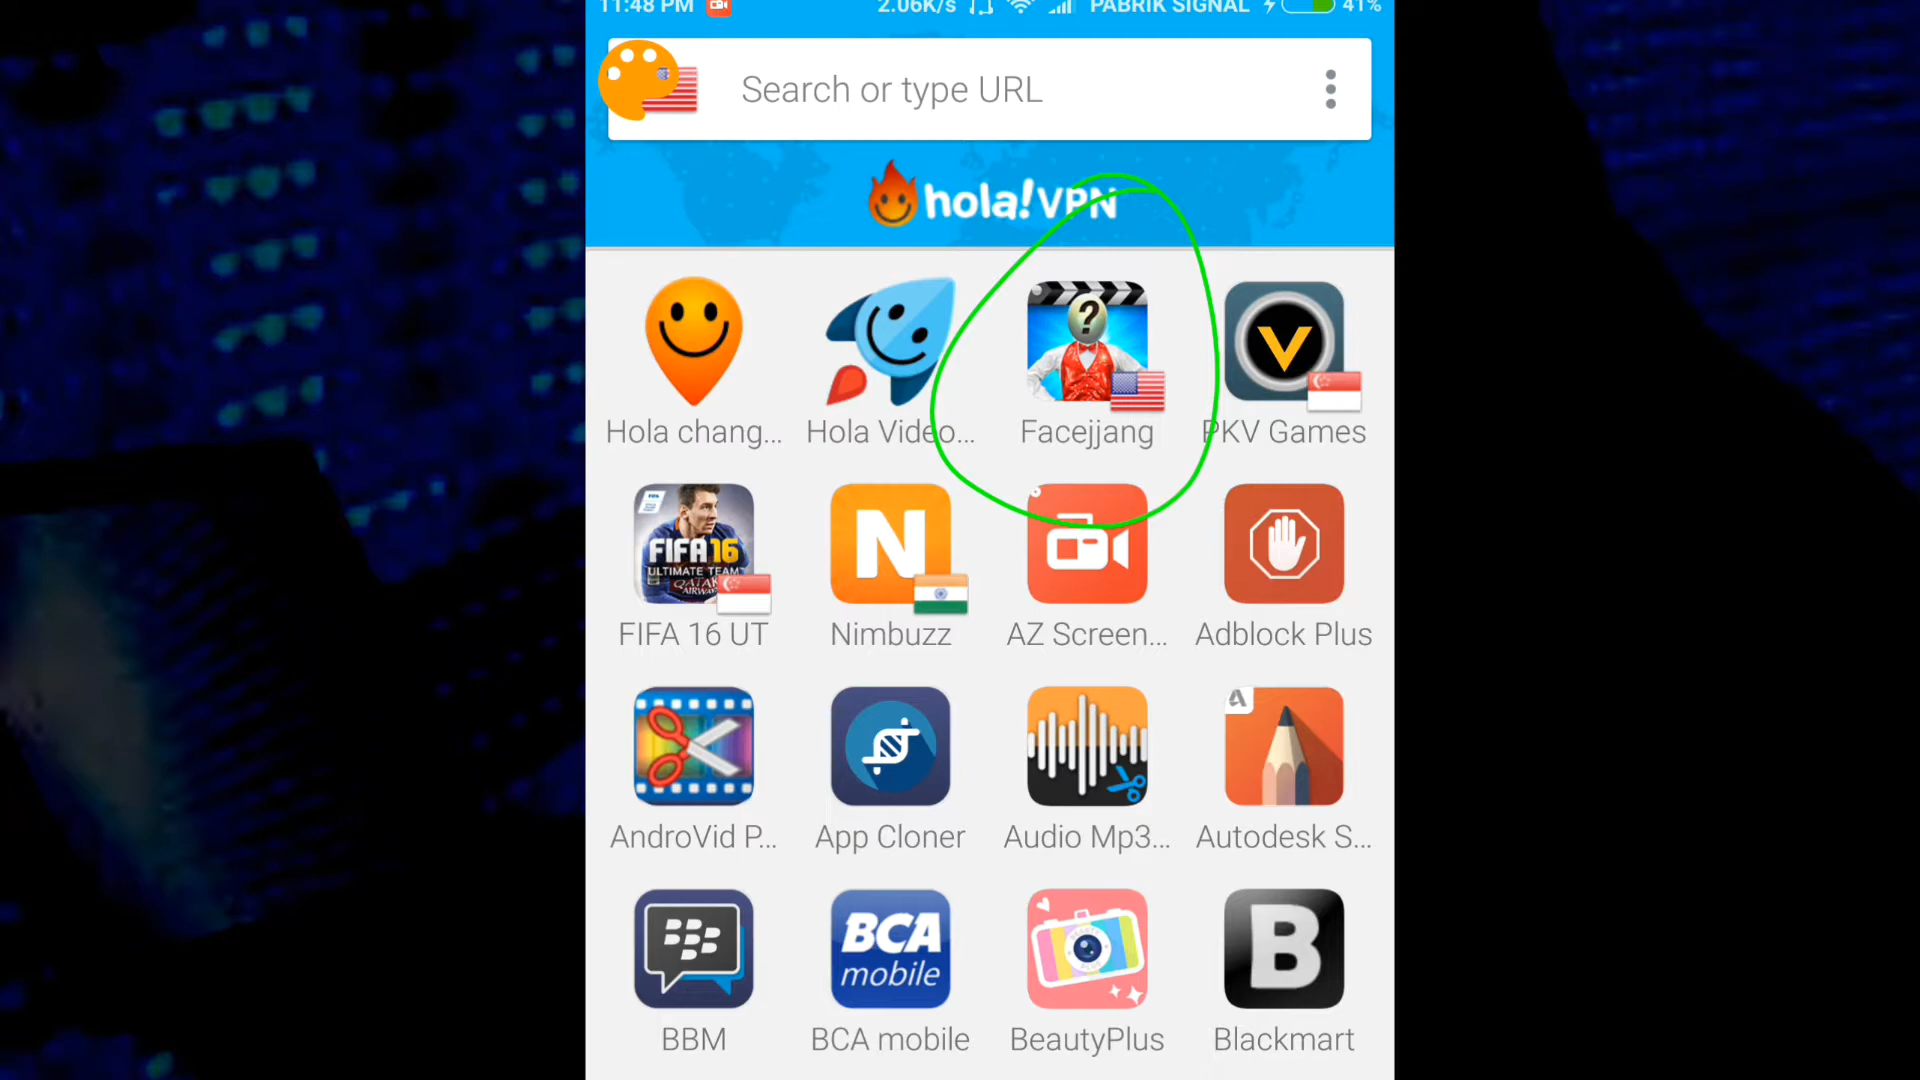 11:48 PM 2.06K/s PABRIK SIGNAL 41%
Search or type URL
hola!VPN
?
V
Hola chang... Hola Video... Facejjang PKV Games
FIFA 16
ULTIMATE TEAM
QATAR
AIRWAYS
N
FIFA 16 UT Nimbuzz AZ Screen... Adblock Plus
A
AndroVid P... App Cloner Audio Mp3... Autodesk S...
BCA
mobile
B
BBM BCA mobile BeautyPlus Blackmart